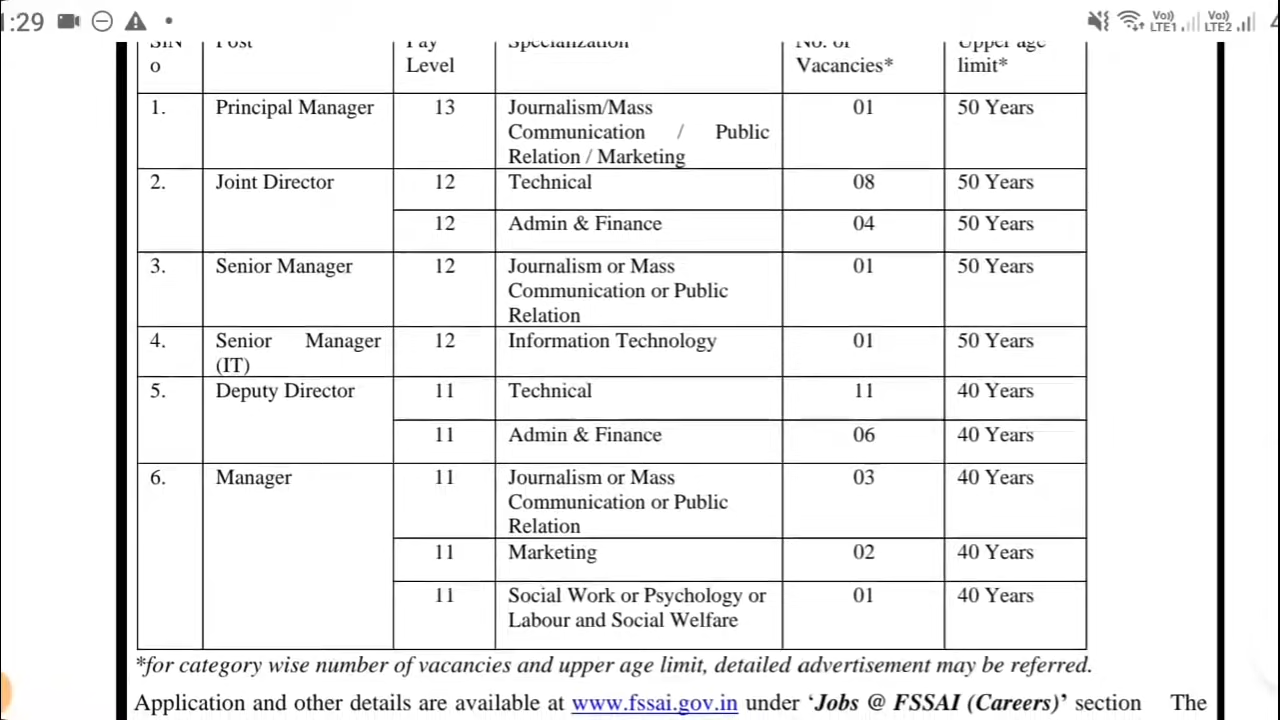 :29 Vo) LTE1 Vo) LTE2
SlN Post Pay Specialization No. of Upper age
o Level Vacancies* limit*
1. Principal Manager 13 Journalism/Mass 01 50 Years
Communication / Public
Relation / Marketing
2. Joint Director 12 Technical 08 50 Years
12 Admin & Finance 04 50 Years
3. Senior Manager 12 Journalism or Mass 01 50 Years
Communication or Public
Relation
4. Senior Manager 12 Information Technology 01 50 Years
(IT)
5. Deputy Director 11 Technical 11 40 Years
11 Admin & Finance 06 40 Years
6. Manager 11 Journalism or Mass 03 40 Years
Communication or Public
Relation
11 Marketing 02 40 Years
11 Social Work or Psychology or 01 40 Years
Labour and Social Welfare
*for category wise number of vacancies and upper age limit, detailed advertisement may be referred.
Application and other details are available at www.fssai.gov.in under ‘Jobs @ FSSAI (Careers)’ section The